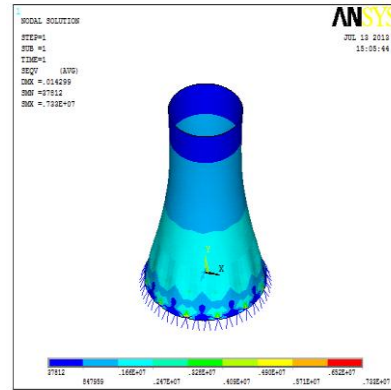 1
NODAL SOLUTION
ANSYS
STEP=1
SUB =1
TIME=1
SEQV (AVG)
DMX =.014299
SMN =37812
SMX =.733E+07
JUL 13 2013
15:05:44
Y
X
37812
847559
.166E+07
.247E+07
.328E+07
.409E+07
.490E+07
.571E+07
.652E+07
.733E+07